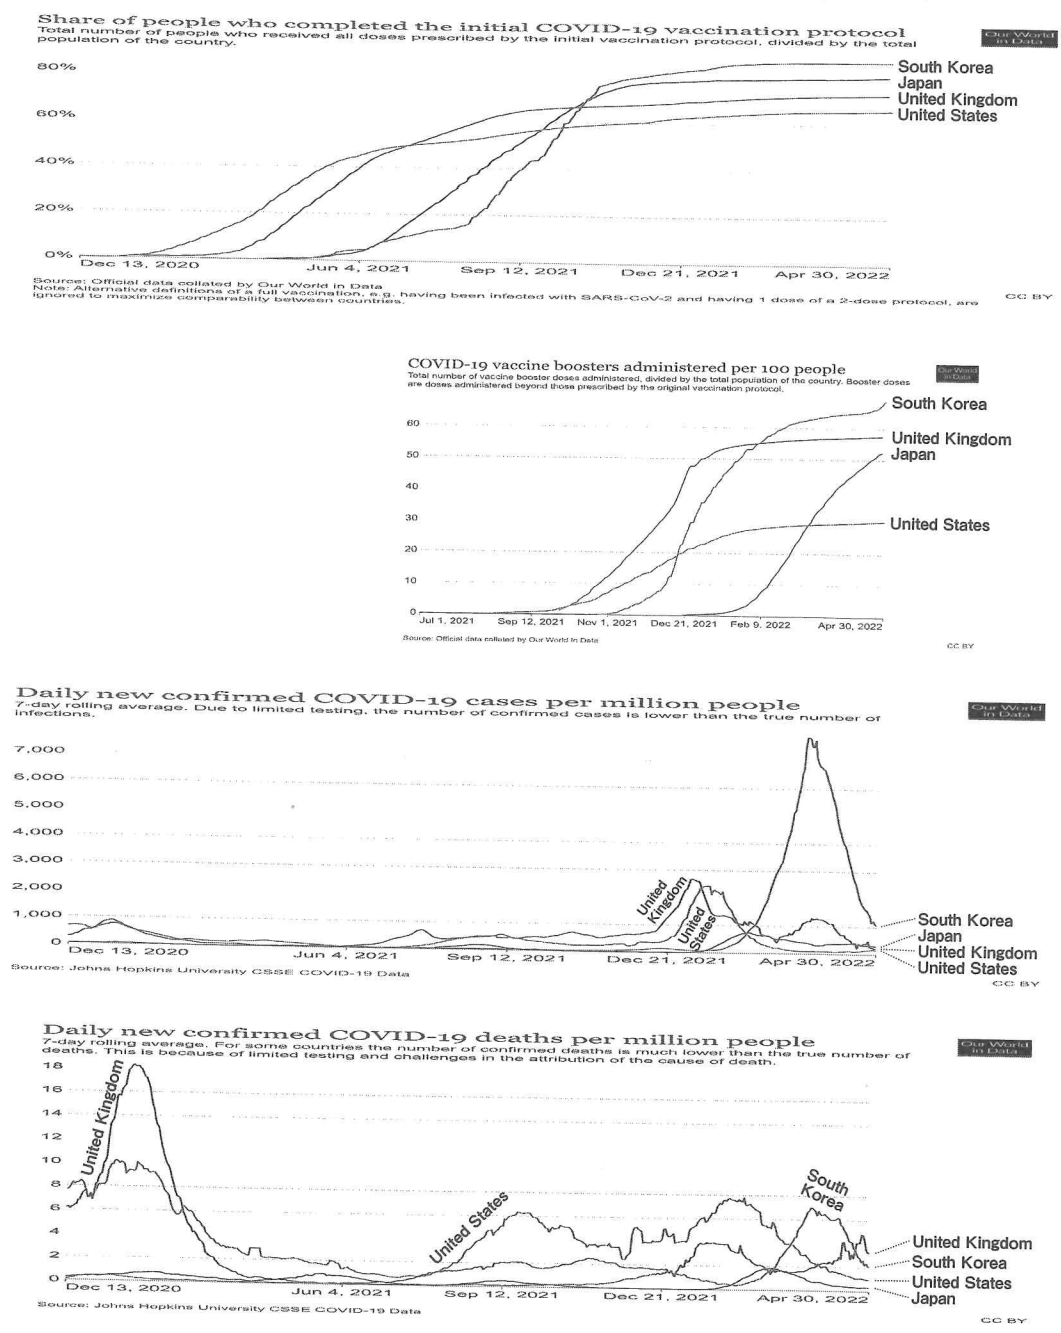 Share of people who completed the initial COVID-19 vaccination protocol
Total number of people who received all doses prescribed by the initial vaccination protocol, divided by the total
population of the country.
Our World
in Data
80%
60%
40%
20%
0%
South Korea
Japan
United Kingdom
United States
Dec 13, 2020
Jun 4, 2021
Sep 12, 2021
Dec 21, 2021
Apr 30, 2022
Source: Official data collated by Our World in Data
Note: Alternative definitions of a full vaccination, e.g. having been infected with SARS-CoV-2 and having 1 dose of a 2-dose protocol, are
ignored to maximize comparability between countries.
CC BY
COVID-19 vaccine boosters administered per 100 people
Total number of vaccine booster doses administered, divided by the total population of the country. Booster doses
are doses administered beyond those prescribed by the original vaccination protocol.
Our World
in Data
60
50
40
30
20
10
0
South Korea
United Kingdom
Japan
United States
Jul 1, 2021
Sep 12, 2021
Nov 1, 2021
Dec 21, 2021
Feb 9, 2022
Apr 30, 2022
Source: Official data collated by Our World in Data
CC BY
Daily new confirmed COVID-19 cases per million people
7-day rolling average. Due to limited testing, the number of confirmed cases is lower than the true number of
infections.
Our World
in Data
7,000
6,000
5,000
4,000
3,000
2,000
1,000
0
United
Kingdom
United
States
South Korea
Japan
United Kingdom
United States
Dec 13, 2020
Jun 4, 2021
Sep 12, 2021
Dec 21, 2021
Apr 30, 2022
Source: Johns Hopkins University CSSE COVID-19 Data
CC BY
Daily new confirmed COVID-19 deaths per million people
7-day rolling average. For some countries the number of confirmed deaths is much lower than the true number of
deaths. This is because of limited testing and challenges in the attribution of the cause of death.
Our World
in Data
18
16
14
12
10
8
6
4
2
0
United Kingdom
United States
South
Korea
United Kingdom
South Korea
United States
Japan
Dec 13, 2020
Jun 4, 2021
Sep 12, 2021
Dec 21, 2021
Apr 30, 2022
Source: Johns Hopkins University CSSE COVID-19 Data
CC BY